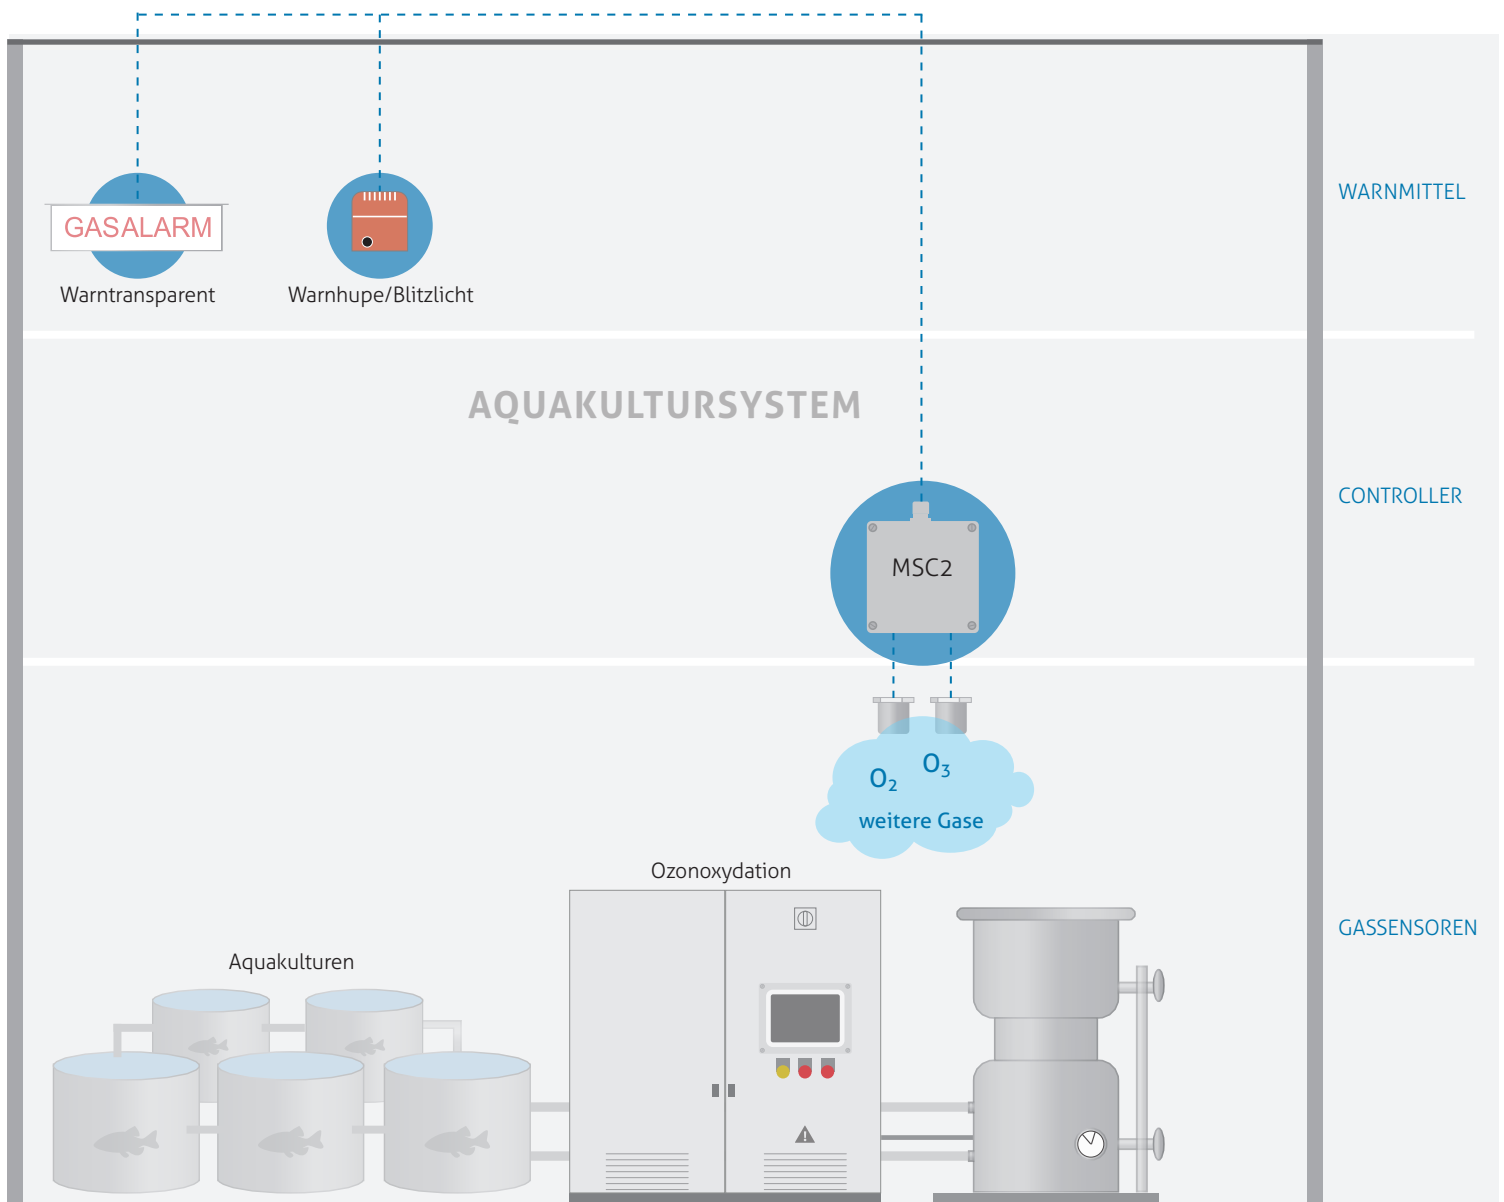 WARNMITTEL
GASALARM
Warntransparent
Warnhupe/Blitzlicht
AQUAKULTURSYSTEM
CONTROLLER
MSC2
O₂
O₃
weitere Gase
Ozonoxydation
GASSENSOREN
Aquakulturen